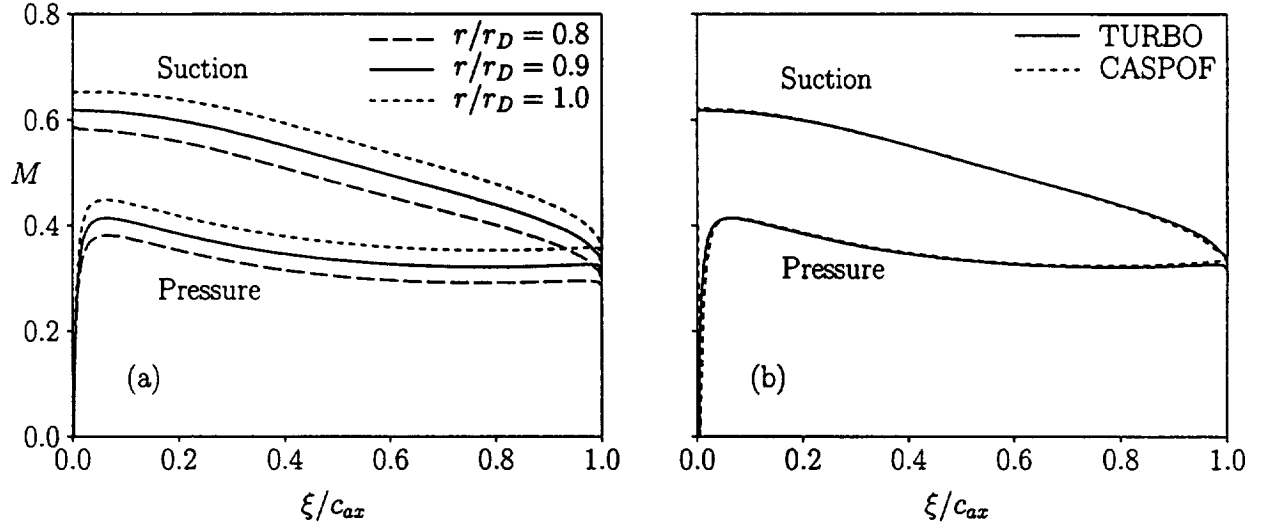 0.8
0.6
M
0.4
0.2
0.0
r/r_D = 0.8
r/r_D = 0.9
r/r_D = 1.0
Suction
Pressure
(a)
0.0 0.2 0.4 0.6 0.8 1.0
ξ/c_ax
TURBO
CASPOF
Suction
Pressure
(b)
0.0 0.2 0.4 0.6 0.8 1.0
ξ/c_ax